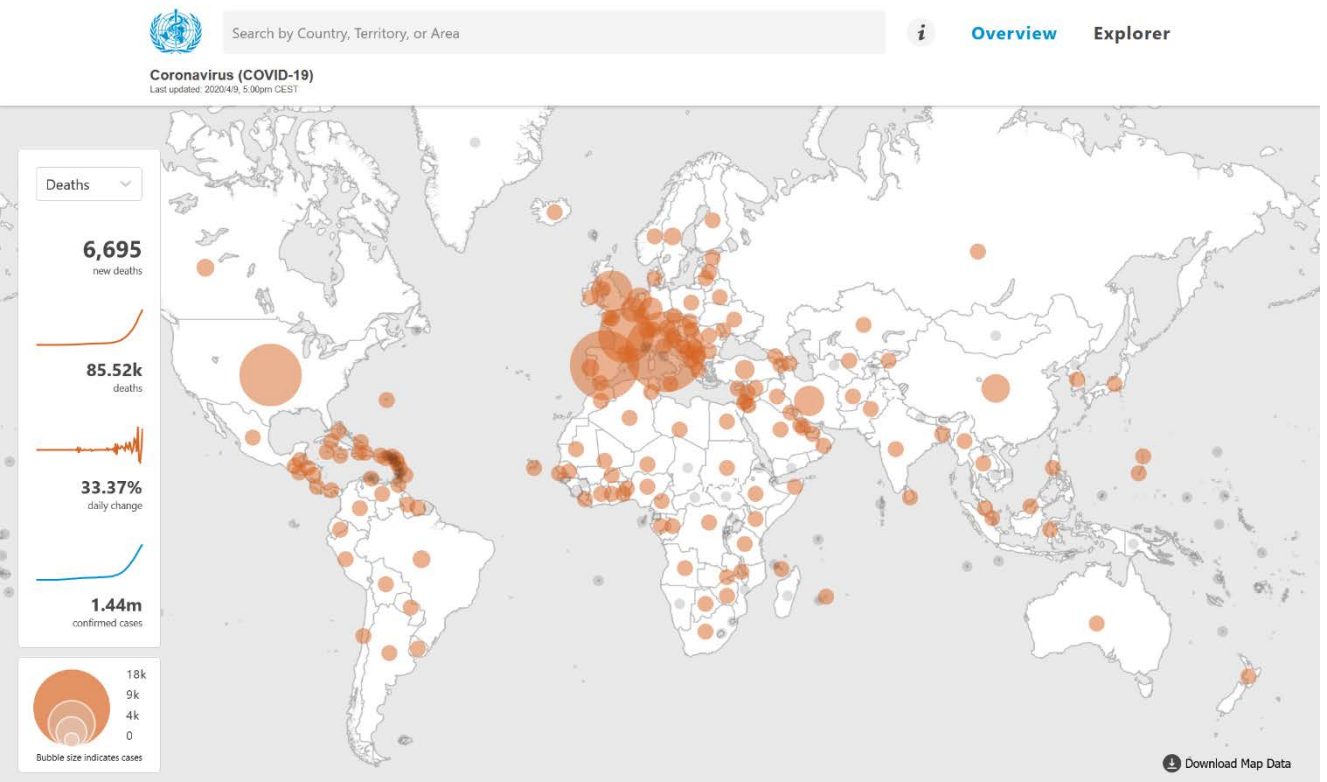 Search by Country, Territory, or Area
i
Overview
Explorer
Coronavirus (COVID-19)
Last updated: 2020/4/9, 5:00pm CEST
Deaths
6,695
new deaths
85.52k
deaths
33.37%
daily change
1.44m
confirmed cases
18k
9k
4k
0
Bubble size indicates cases
Download Map Data